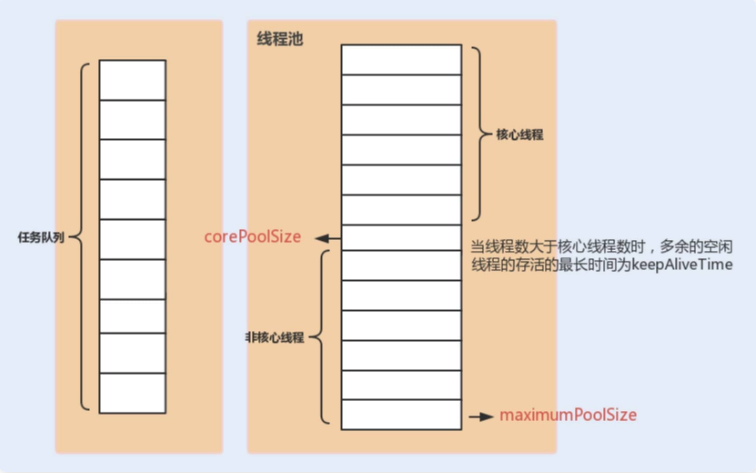 线程池
核心线程
任务队列
corePoolSize
当线程数大于核心线程数时，多余的空闲
线程的存活的最长时间为keepAliveTime
非核心线程
maximumPoolSize